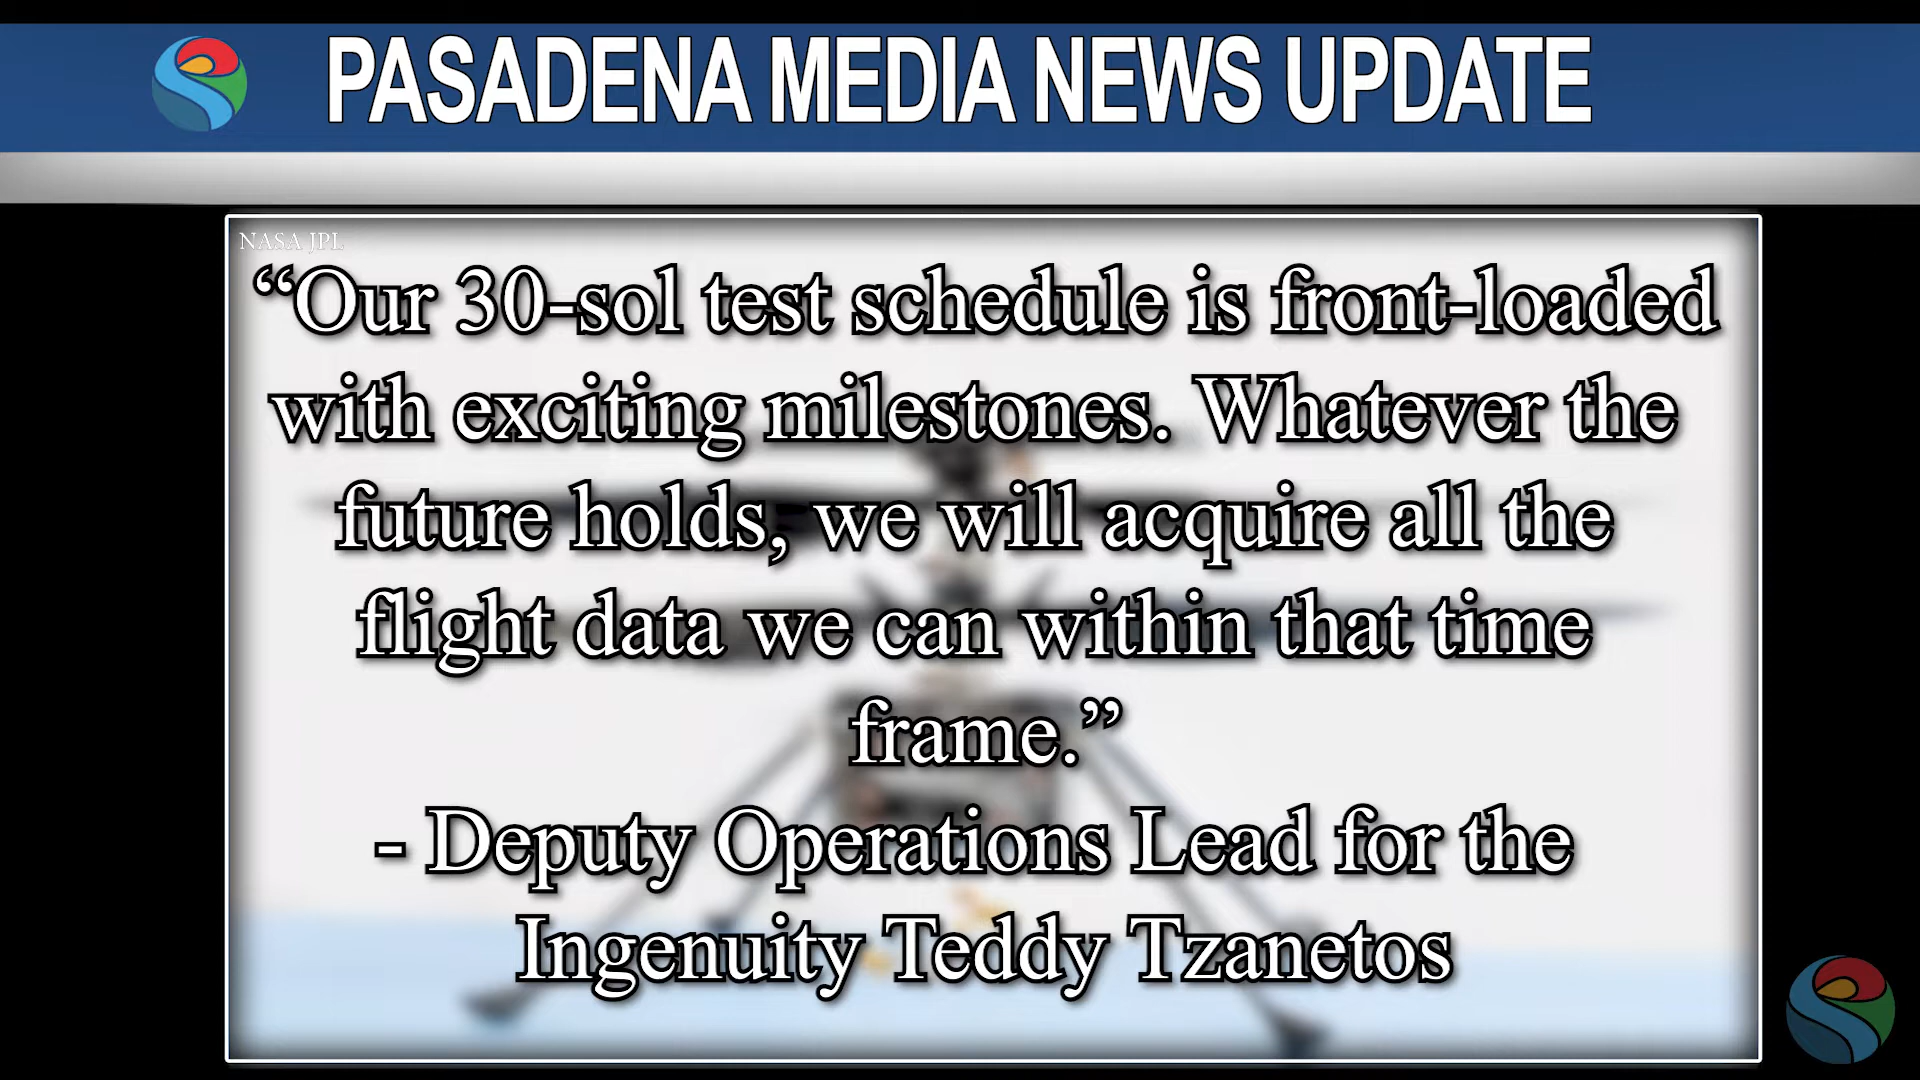 PASADENA MEDIA NEWS UPDATE
NASA JPL
“Our 30-sol test schedule is front-loaded
with exciting milestones. Whatever the
future holds, we will acquire all the
flight data we can within that time
frame.”
- Deputy Operations Lead for the
Ingenuity Teddy Tzanetos